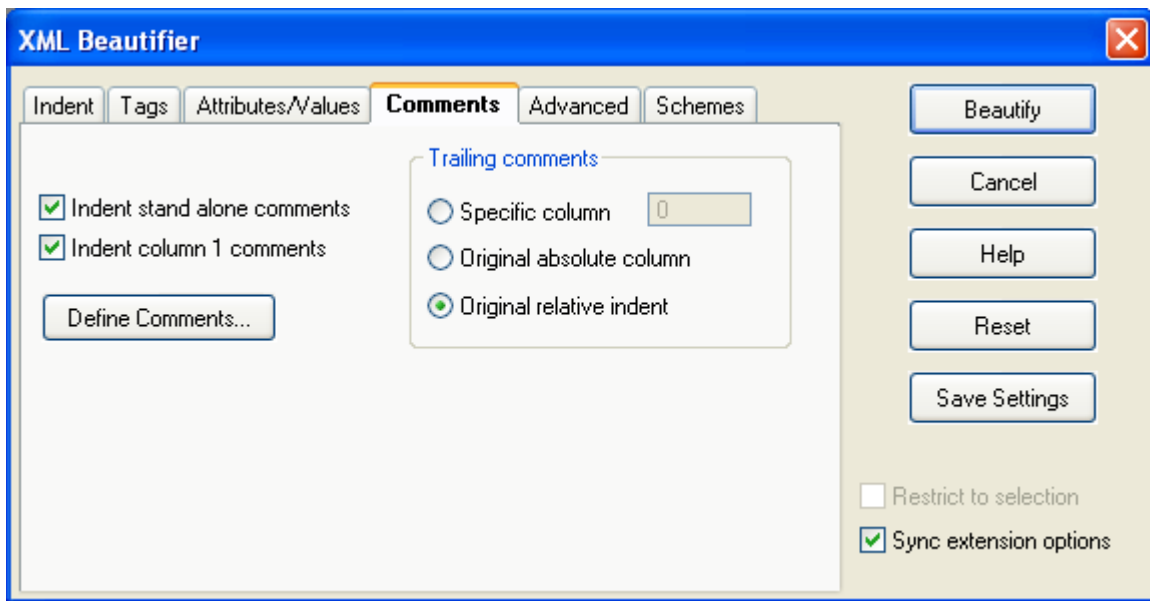 XML Beautifier
Indent Tags Attributes/Values Comments Advanced Schemes
Indent stand alone comments
Indent column 1 comments
Define Comments...
Trailing comments
Specific column 0
Original absolute column
Original relative indent
Beautify
Cancel
Help
Reset
Save Settings
Restrict to selection
Sync extension options